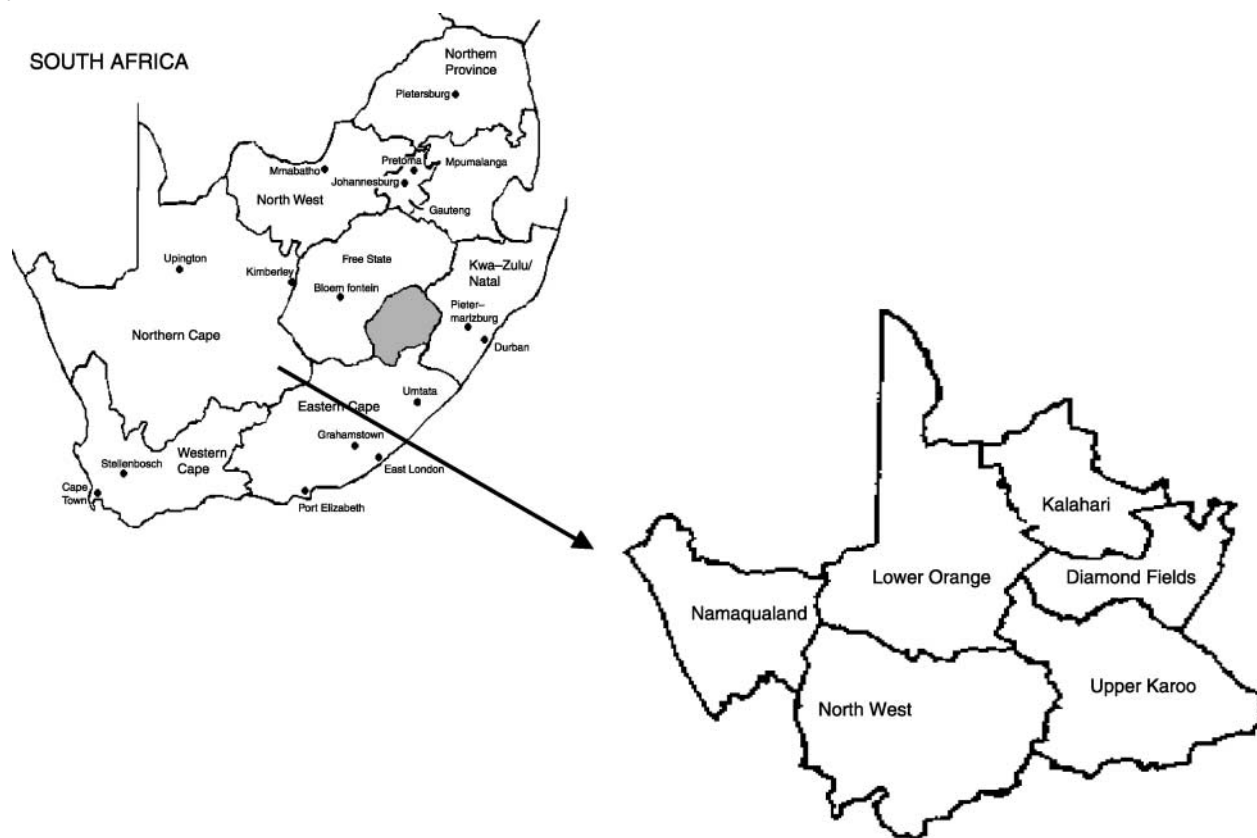 SOUTH AFRICA
Northern
Province
Pietersburg
Pretoma
Mpumalanga
Mmabatho
Johannesburg
North West
Gauteng
Upington
Kimberley
Free State
Kwa–Zulu/
Natal
Bloem fontein
Pieter–
maritzburg
Durban
Northern Cape
Umtata
Eastern Cape
Grahamstown
Western
Cape
Stellenbosch
East London
Cape
Town
Port Elizabeth
Kalahari
Lower Orange
Diamond Fields
Namaqualand
Upper Karoo
North West